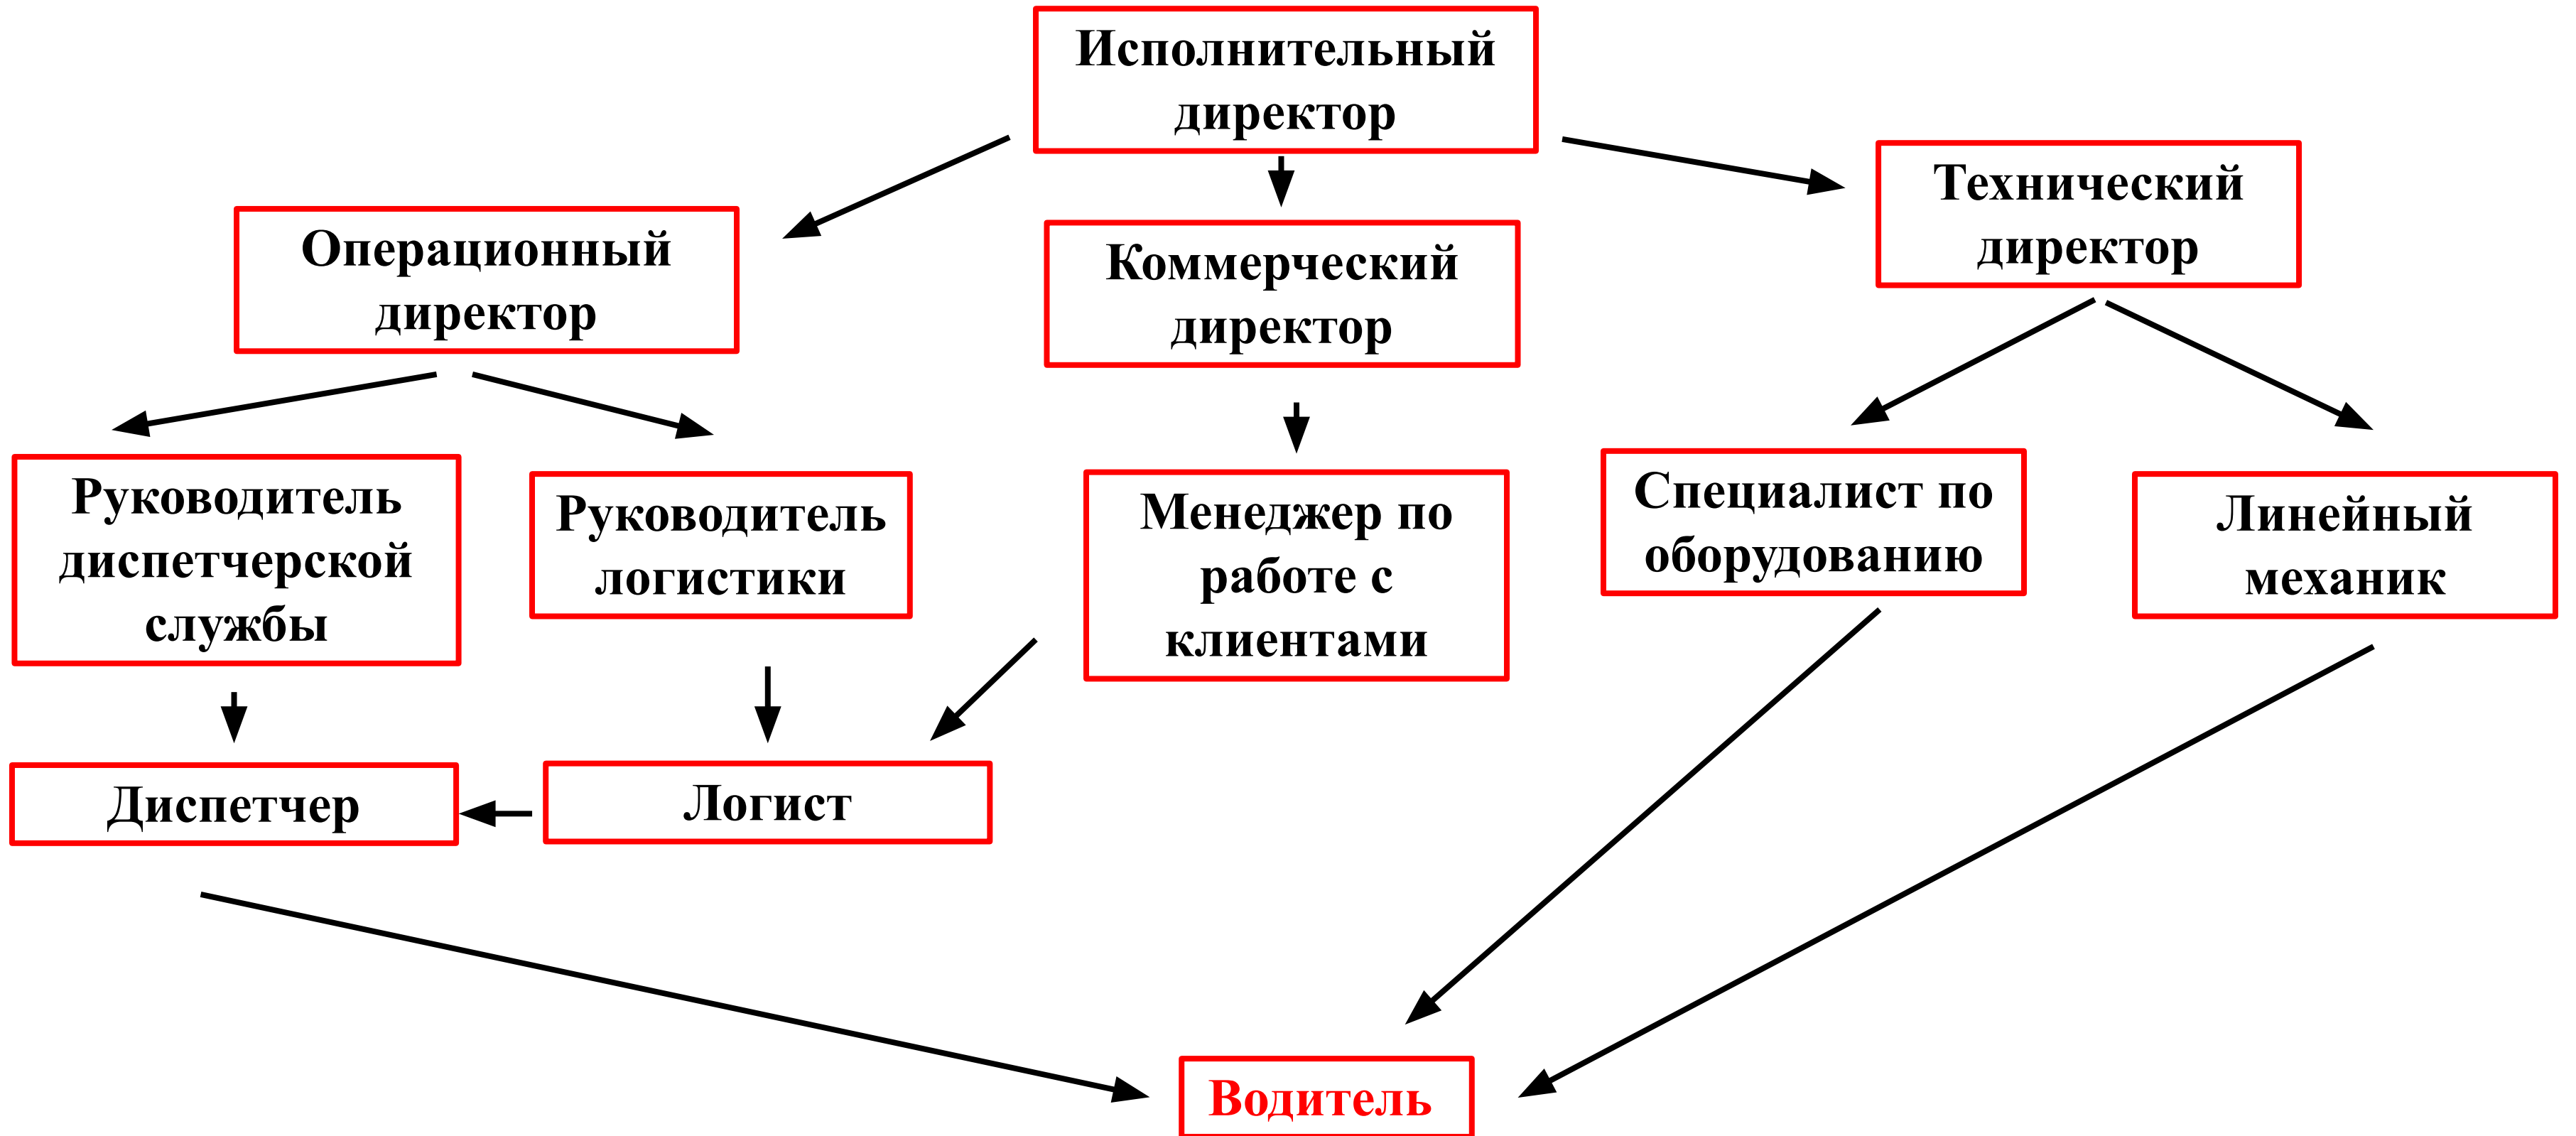 Исполнительный
директор
Технический
директор
Операционный
директор
Коммерческий
директор
Руководитель
диспетчерской
службы
Руководитель
логистики
Менеджер по
работе с
клиентами
Специалист по
оборудованию
Линейный
механик
Диспетчер
Логист
Водитель